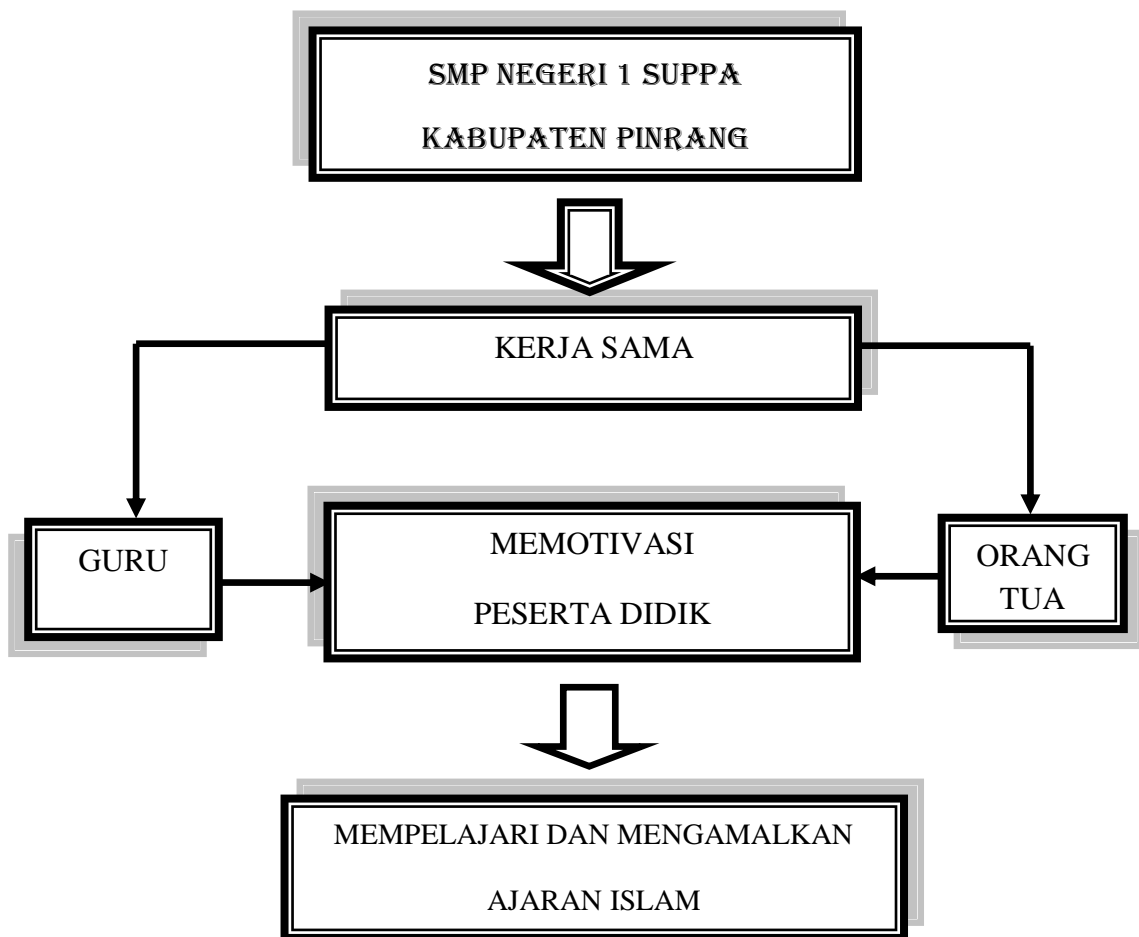 SMP NEGERI 1 SUPPA
KABUPATEN PINRANG
KERJA SAMA
GURU
MEMOTIVASI
PESERTA DIDIK
ORANG
TUA
MEMPELAJARI DAN MENGAMALKAN
AJARAN ISLAM